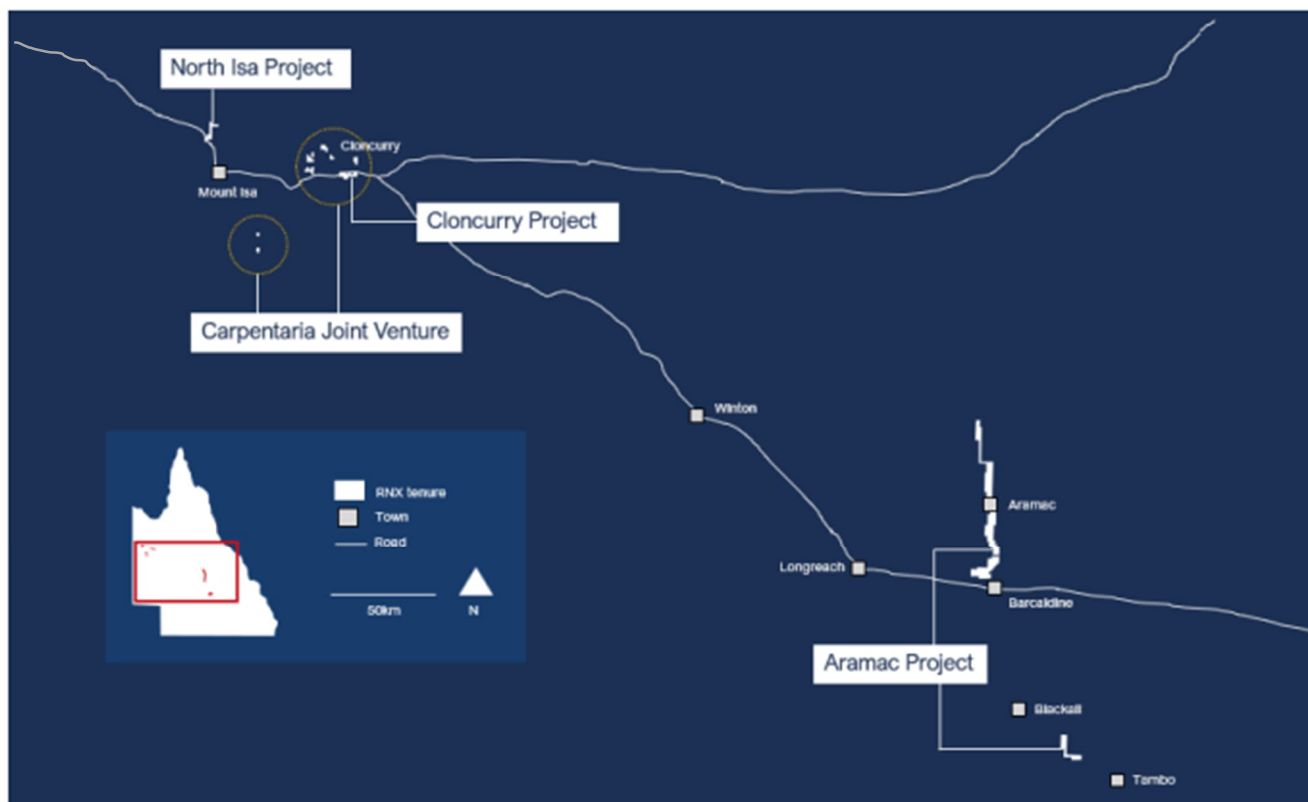 North Isa Project
Cloncurry
Mount Isa
Cloncurry Project
Carpentaria Joint Venture
Winton
RNX tenure
Town
Road
50km
N
Aramac
Longreach
Barcaldine
Aramac Project
Blackall
Tambo